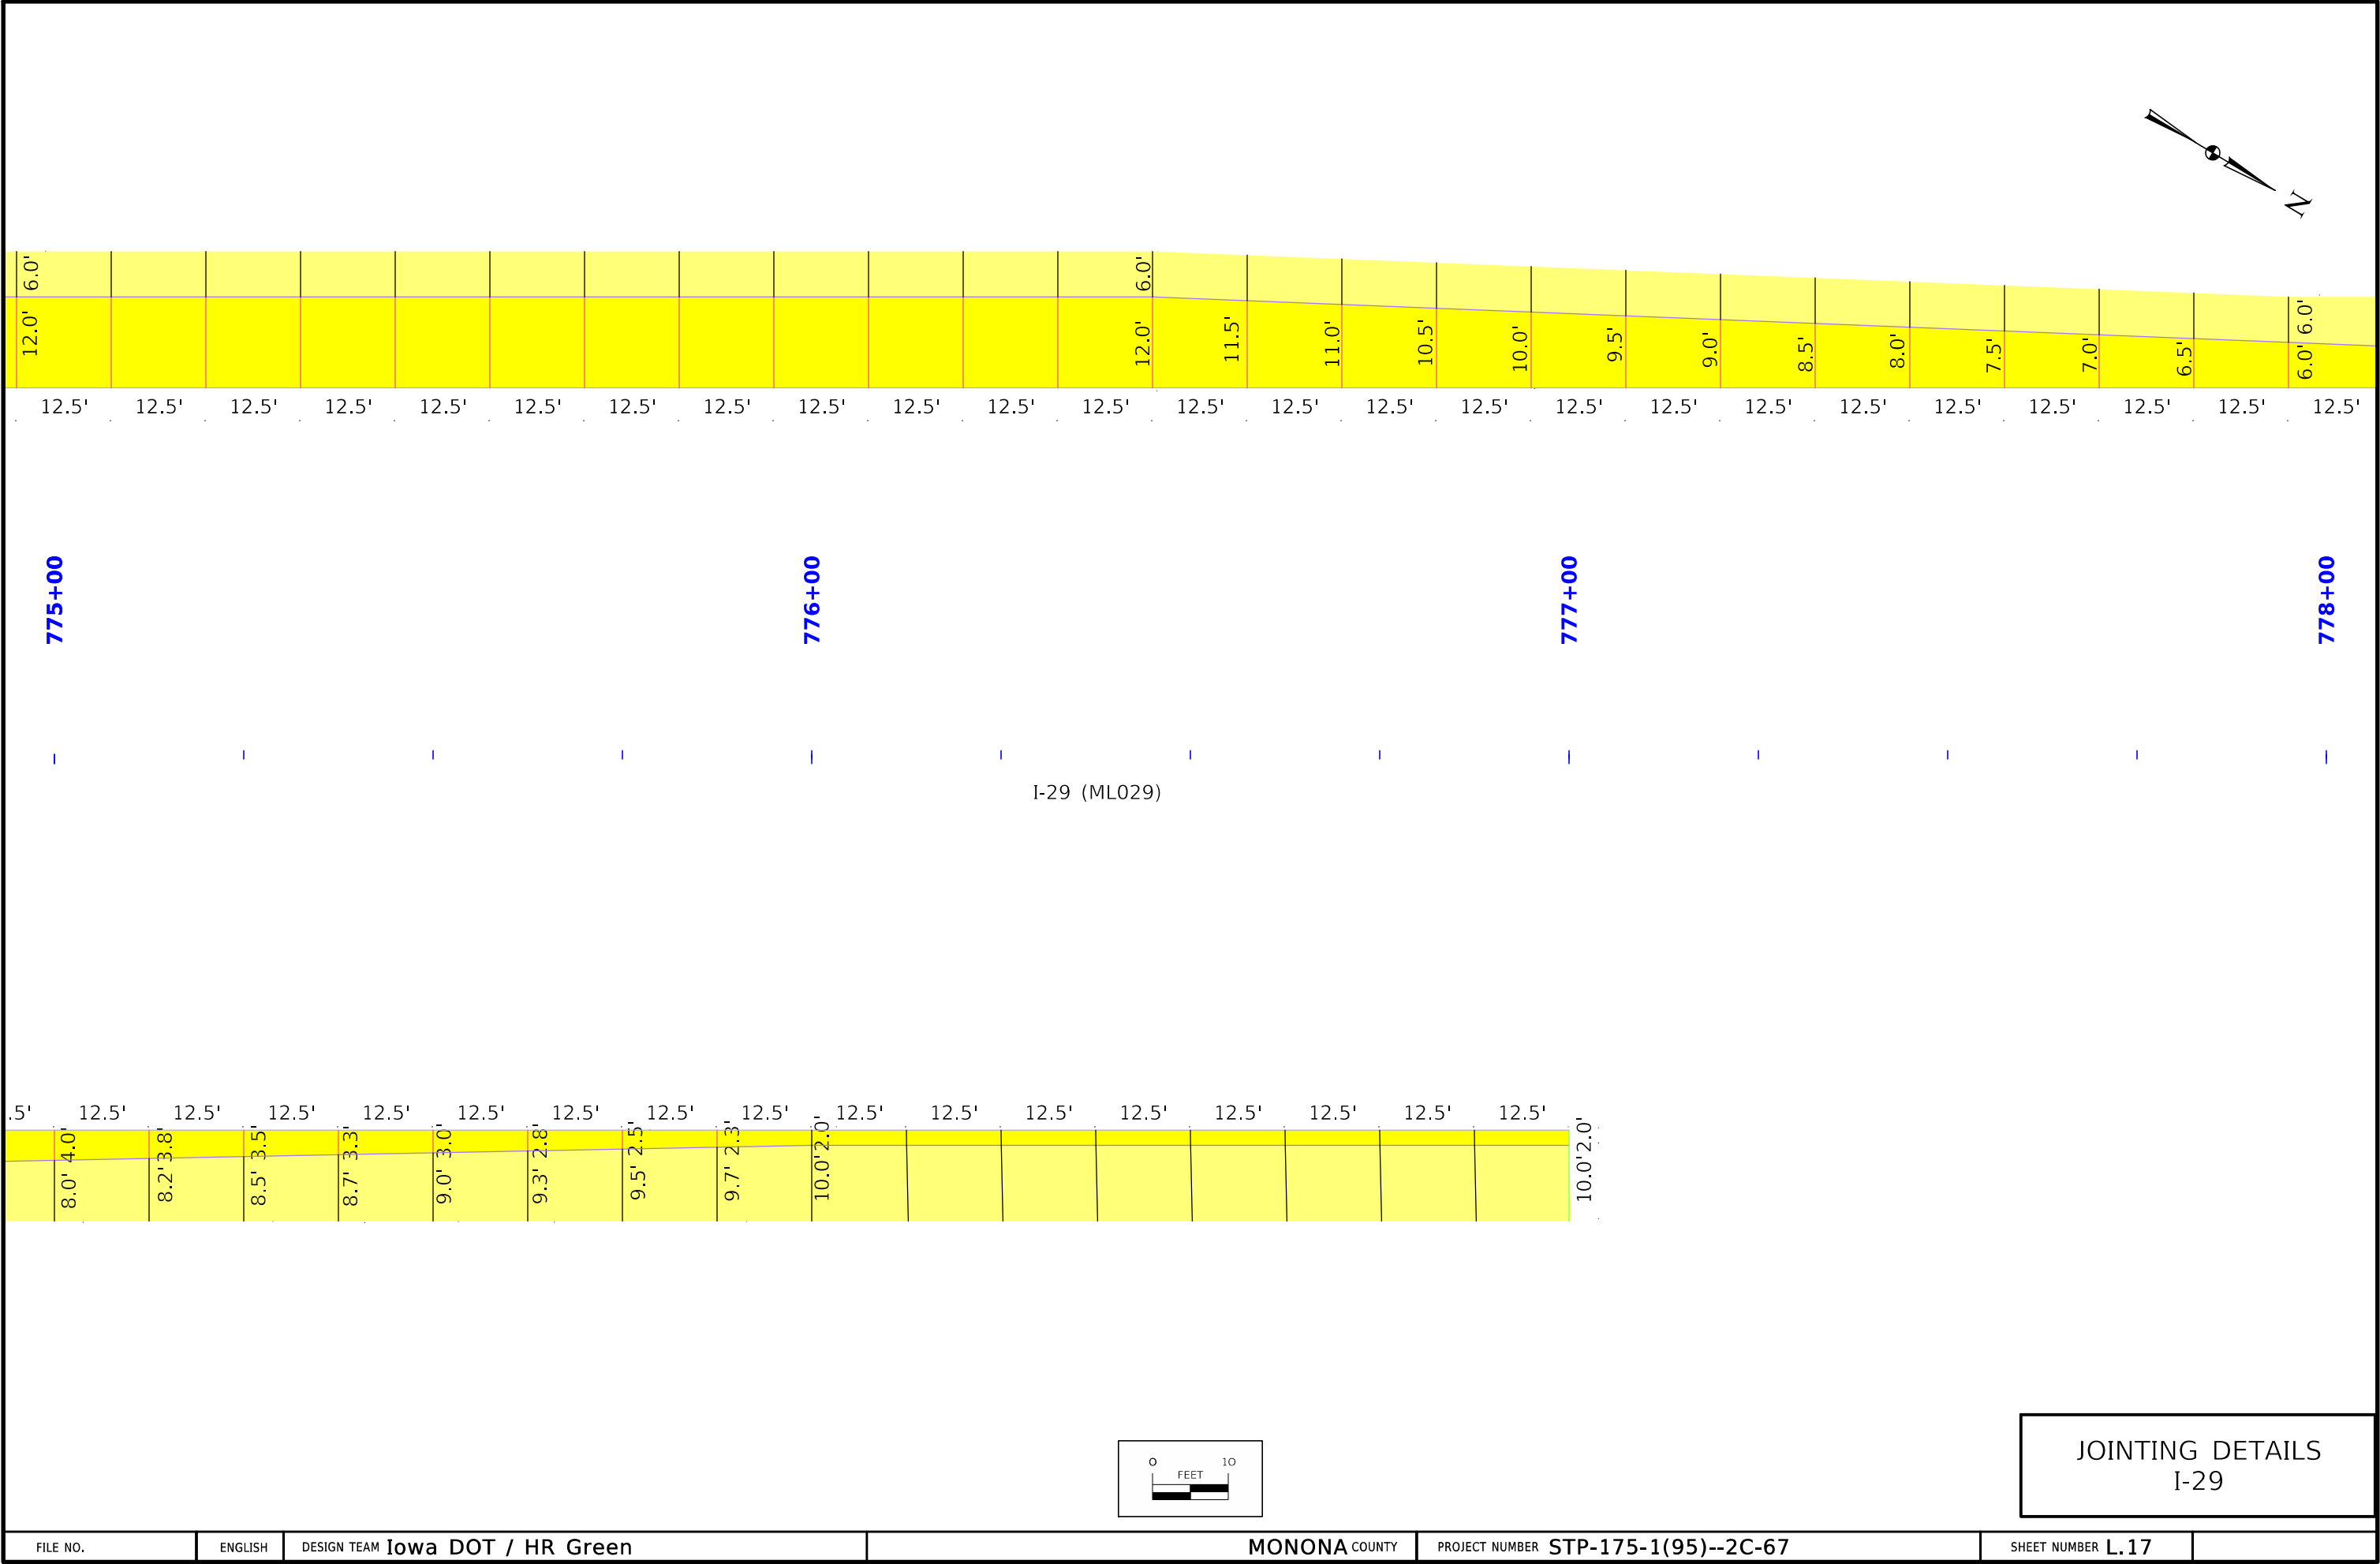 N
6.0' 6.0'
12.0' 12.0' 11.5' 11.0' 10.5' 10.0' 9.5' 9.0' 8.5' 8.0' 7.5' 7.0' 6.5' 6.0' 6.0'
12.5' 12.5' 12.5' 12.5' 12.5' 12.5' 12.5' 12.5' 12.5' 12.5' 12.5' 12.5' 12.5' 12.5' 12.5' 12.5' 12.5' 12.5' 12.5' 12.5' 12.5' 12.5' 12.5' 12.5' 12.5'
775+00 776+00 777+00 778+00
I-29 (ML029)
.5' 12.5' 12.5' 12.5' 12.5' 12.5' 12.5' 12.5' 12.5' 12.5' 12.5' 12.5' 12.5' 12.5' 12.5' 12.5' 12.5'
8.0' 4.0' 8.2' 3.8' 8.5' 3.5' 8.7' 3.3' 9.0' 3.0' 9.3' 2.8' 9.5' 2.5' 9.7' 2.3' 10.0' 2.0' 10.0' 2.0'
0 10
FEET
JOINTING DETAILS
I-29
FILE NO. ENGLISH DESIGN TEAM Iowa DOT / HR Green MONONA COUNTY PROJECT NUMBER STP-175-1(95)--2C-67 SHEET NUMBER L.17